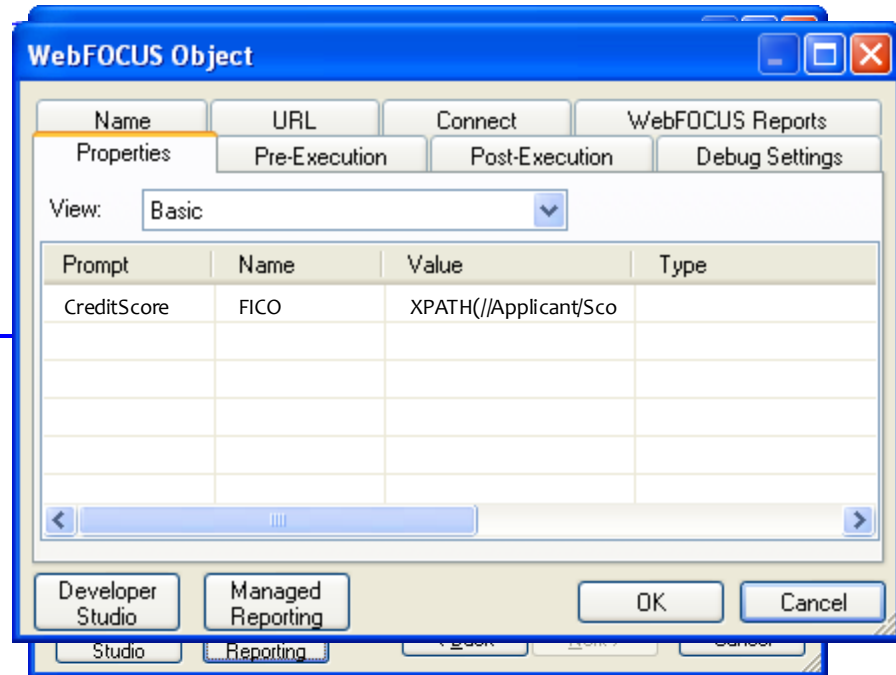 WebFOCUS Object
Name URL Connect WebFOCUS Reports
Properties Pre-Execution Post-Execution Debug Settings
View: Basic
Prompt Name Value Type
CreditScore FICO XPATH(//Applicant/Sco
Developer Studio Managed Reporting OK Cancel
Studio Reporting